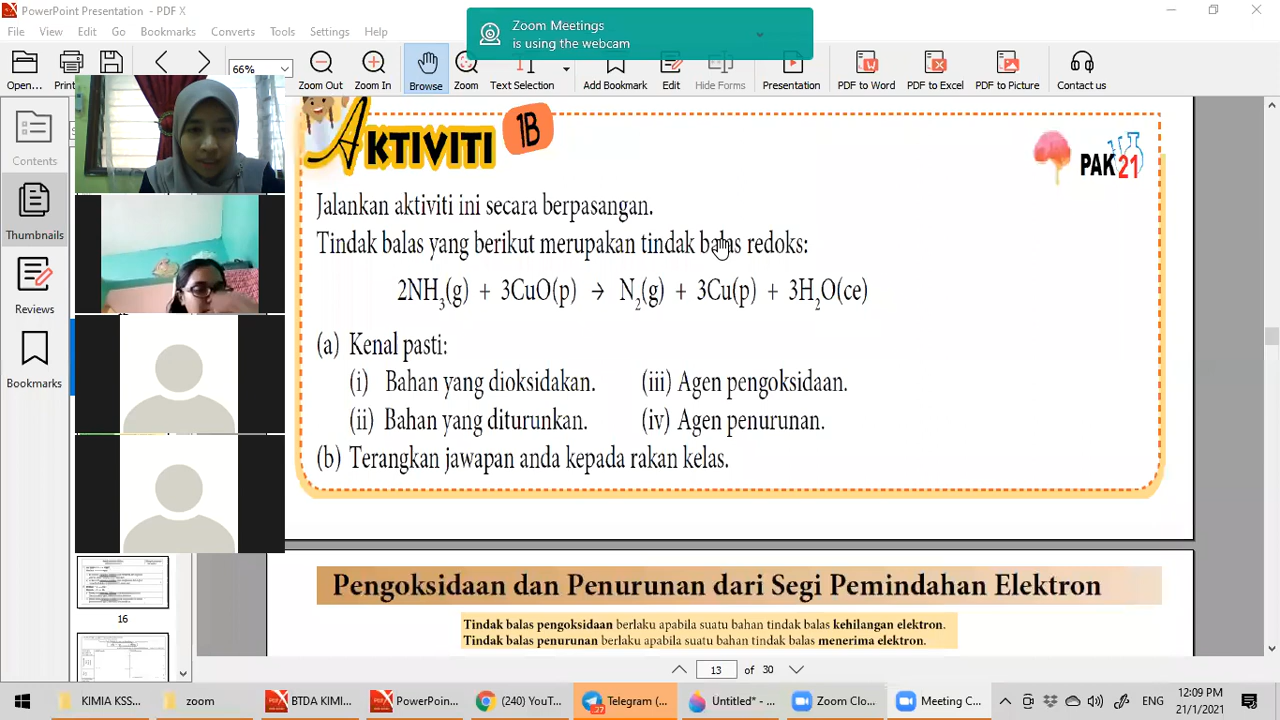 PowerPoint Presentation - PDF X
File View Edit Go Bookmarks Converts Tools Settings Help
Zoom Meetings
is using the webcam
66%
Open... Zoom Out Zoom In Browse Zoom Text Selection Add Bookmark Edit Hide Forms Presentation PDF to Word PDF to Excel PDF to Picture Contact us
Contents
Thumbnails
Reviews
Bookmarks
AKTIVITI 1B
PAK 21
Jalankan aktiviti ini secara berpasangan.
Tindak balas yang berikut merupakan tindak balas redoks:
2NH₃(g) + 3CuO(p) → N₂(g) + 3Cu(p) + 3H₂O(ce)
(a) Kenal pasti:
(i) Bahan yang dioksidakan. (iii) Agen pengoksidaan.
(ii) Bahan yang diturunkan. (iv) Agen penurunan.
(b) Terangkan jawapan anda kepada rakan kelas.
16
Pengoksidaan dan Penurunan dari Segi Pemindahan Elektron
Tindak balas pengoksidaan berlaku apabila suatu bahan tindak balas kehilangan elektron.
Tindak balas penurunan berlaku apabila suatu bahan tindak balas menerima elektron.
13 of 30
KIMIA KSS... zoom BTDA KIMI... PowerPoin... (240) YouT... Telegram (... Untitled* -... Zoom Clo... Meeting C... ENG
27
12:09 PM
21/1/2021